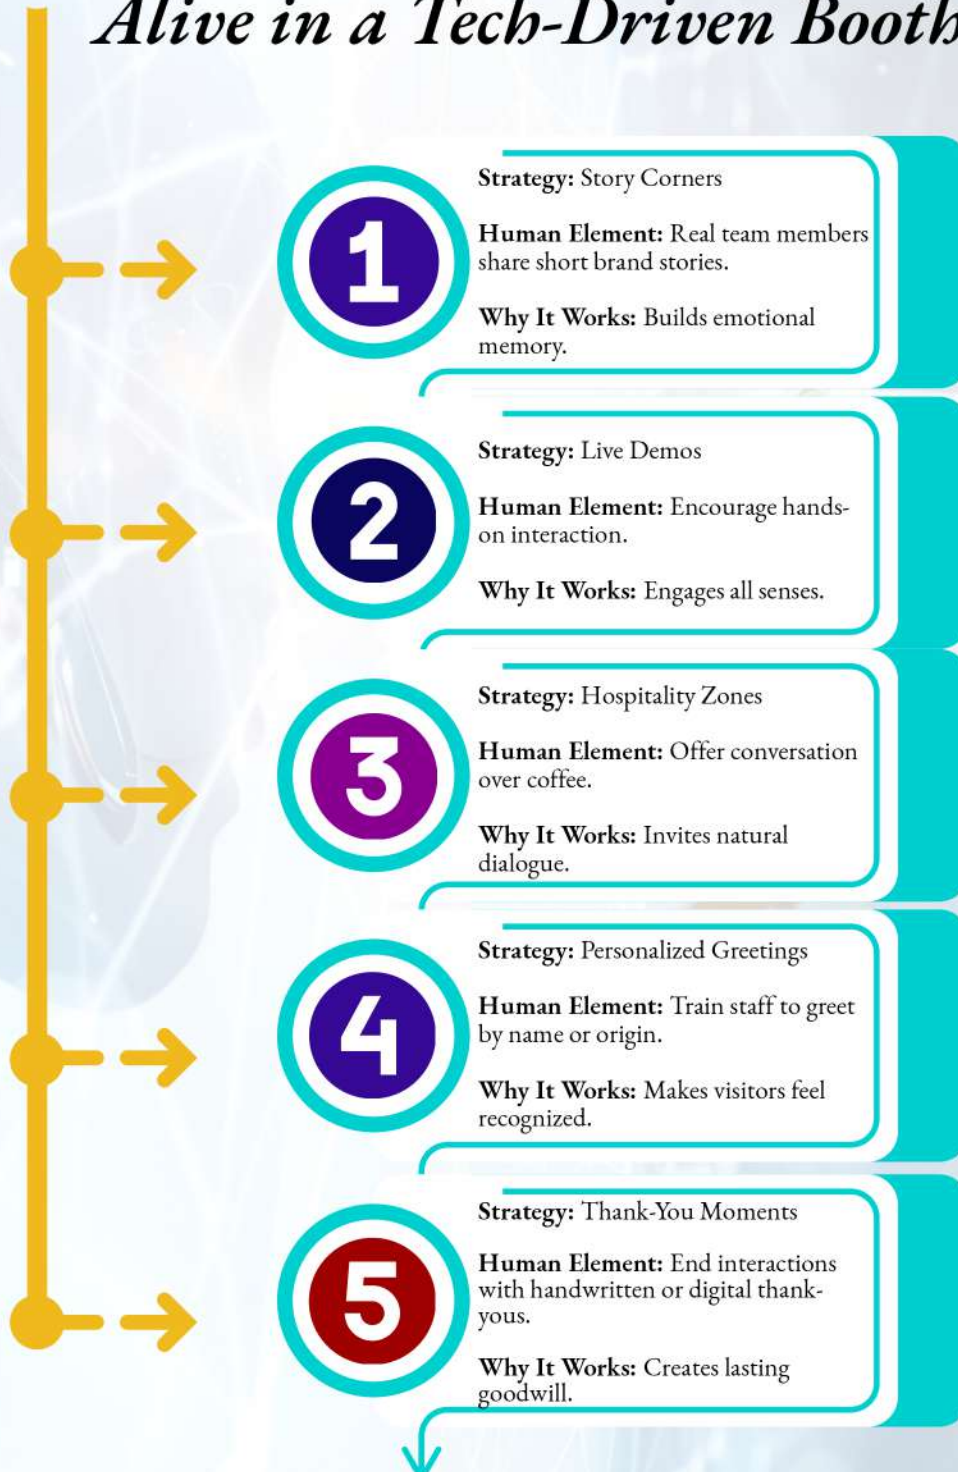 Alive in a Tech-Driven Booth
1
Strategy: Story Corners
Human Element: Real team members
share short brand stories.
Why It Works: Builds emotional
memory.
2
Strategy: Live Demos
Human Element: Encourage hands-
on interaction.
Why It Works: Engages all senses.
3
Strategy: Hospitality Zones
Human Element: Offer conversation
over coffee.
Why It Works: Invites natural
dialogue.
4
Strategy: Personalized Greetings
Human Element: Train staff to greet
by name or origin.
Why It Works: Makes visitors feel
recognized.
5
Strategy: Thank-You Moments
Human Element: End interactions
with handwritten or digital thank-
yous.
Why It Works: Creates lasting
goodwill.